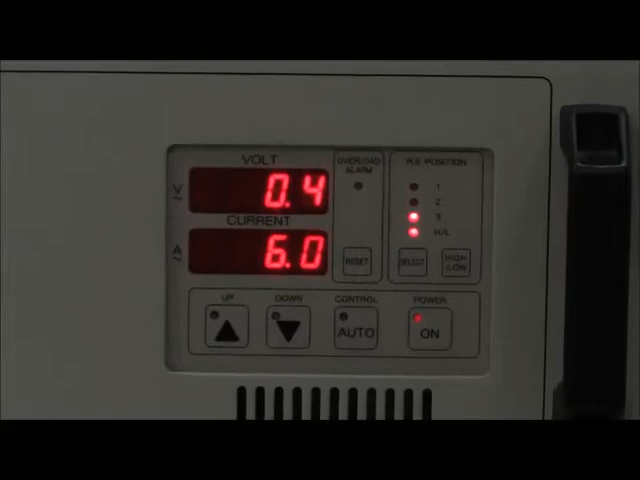 VOLT
V
0.4
CURRENT
A
6.0
OVERLOAD
ALARM
RESET
H.S POSITION
1
2
3
H/L
SELECT
HIGH
/LOW
UP
DOWN
CONTROL
AUTO
POWER
ON